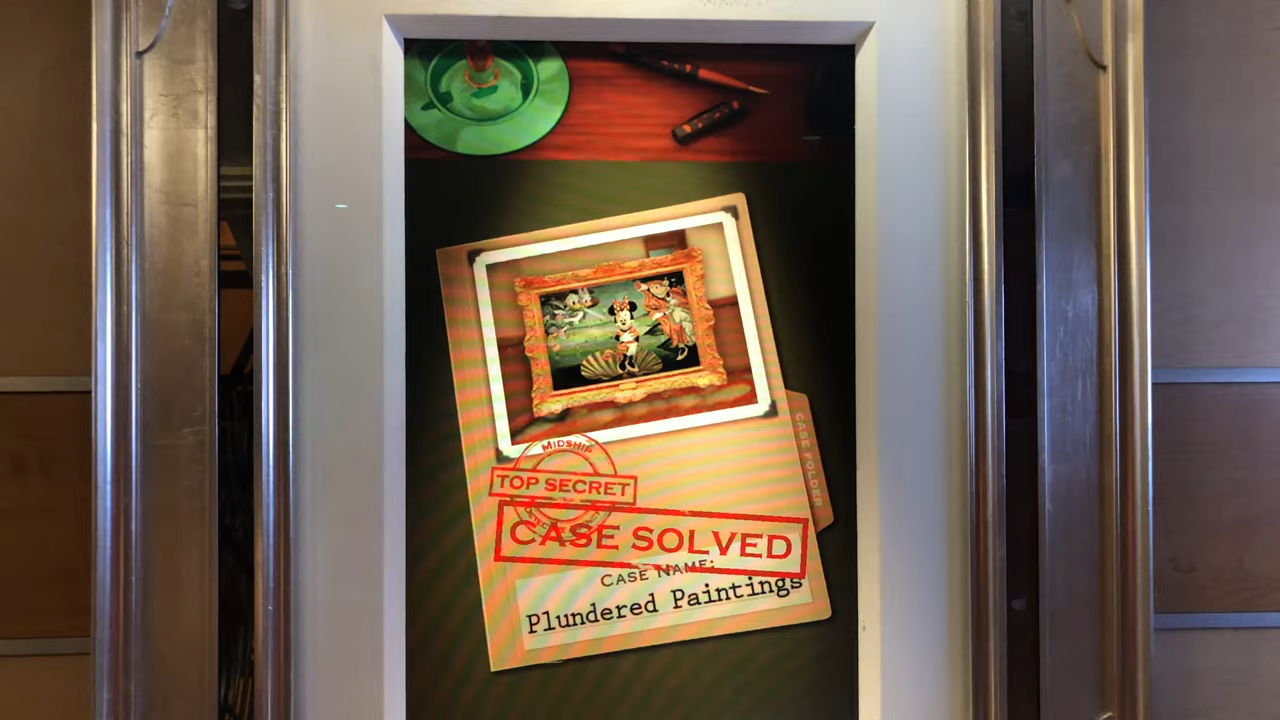 MIDSHIP
TOP SECRET
CASE SOLVED
CASE NAME:
Plundered Paintings
CASE FOLDER